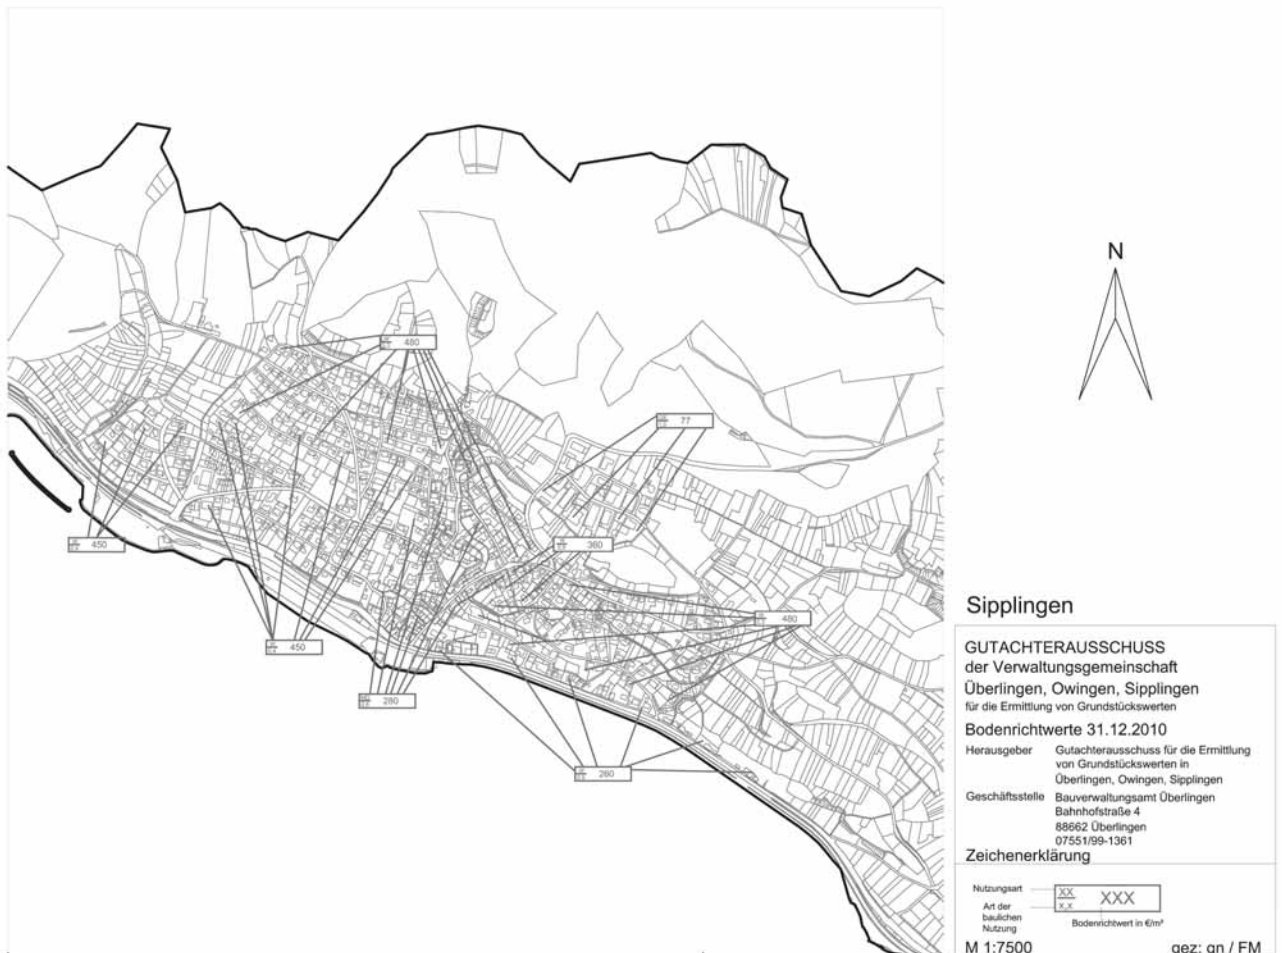 480
77
450
360
480
450
280
260
N
Sipplingen
GUTACHTERAUSSCHUSS
der Verwaltungsgemeinschaft
Überlingen, Owingen, Sipplingen
für die Ermittlung von Grundstückswerten
Bodenrichtwerte 31.12.2010
Herausgeber Gutachterausschuss für die Ermittlung
von Grundstückswerten in
Überlingen, Owingen, Sipplingen
Geschäftsstelle Bauverwaltungsamt Überlingen
Bahnhofstraße 4
88662 Überlingen
07551/99-1361
Zeichenerklärung
Nutzungsart XX XXX
Art der x,x
baulichen
Nutzung
Bodenrichtwert in €/m²
M 1:7500 gez: gn / FM